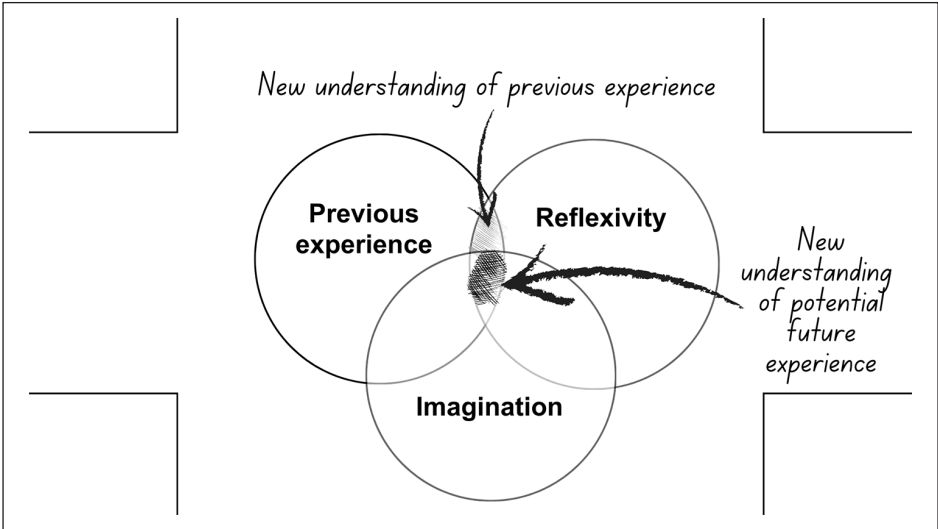 New understanding of previous experience
Previous
experience
Reflexivity
New
understanding
of potential
future
experience
Imagination